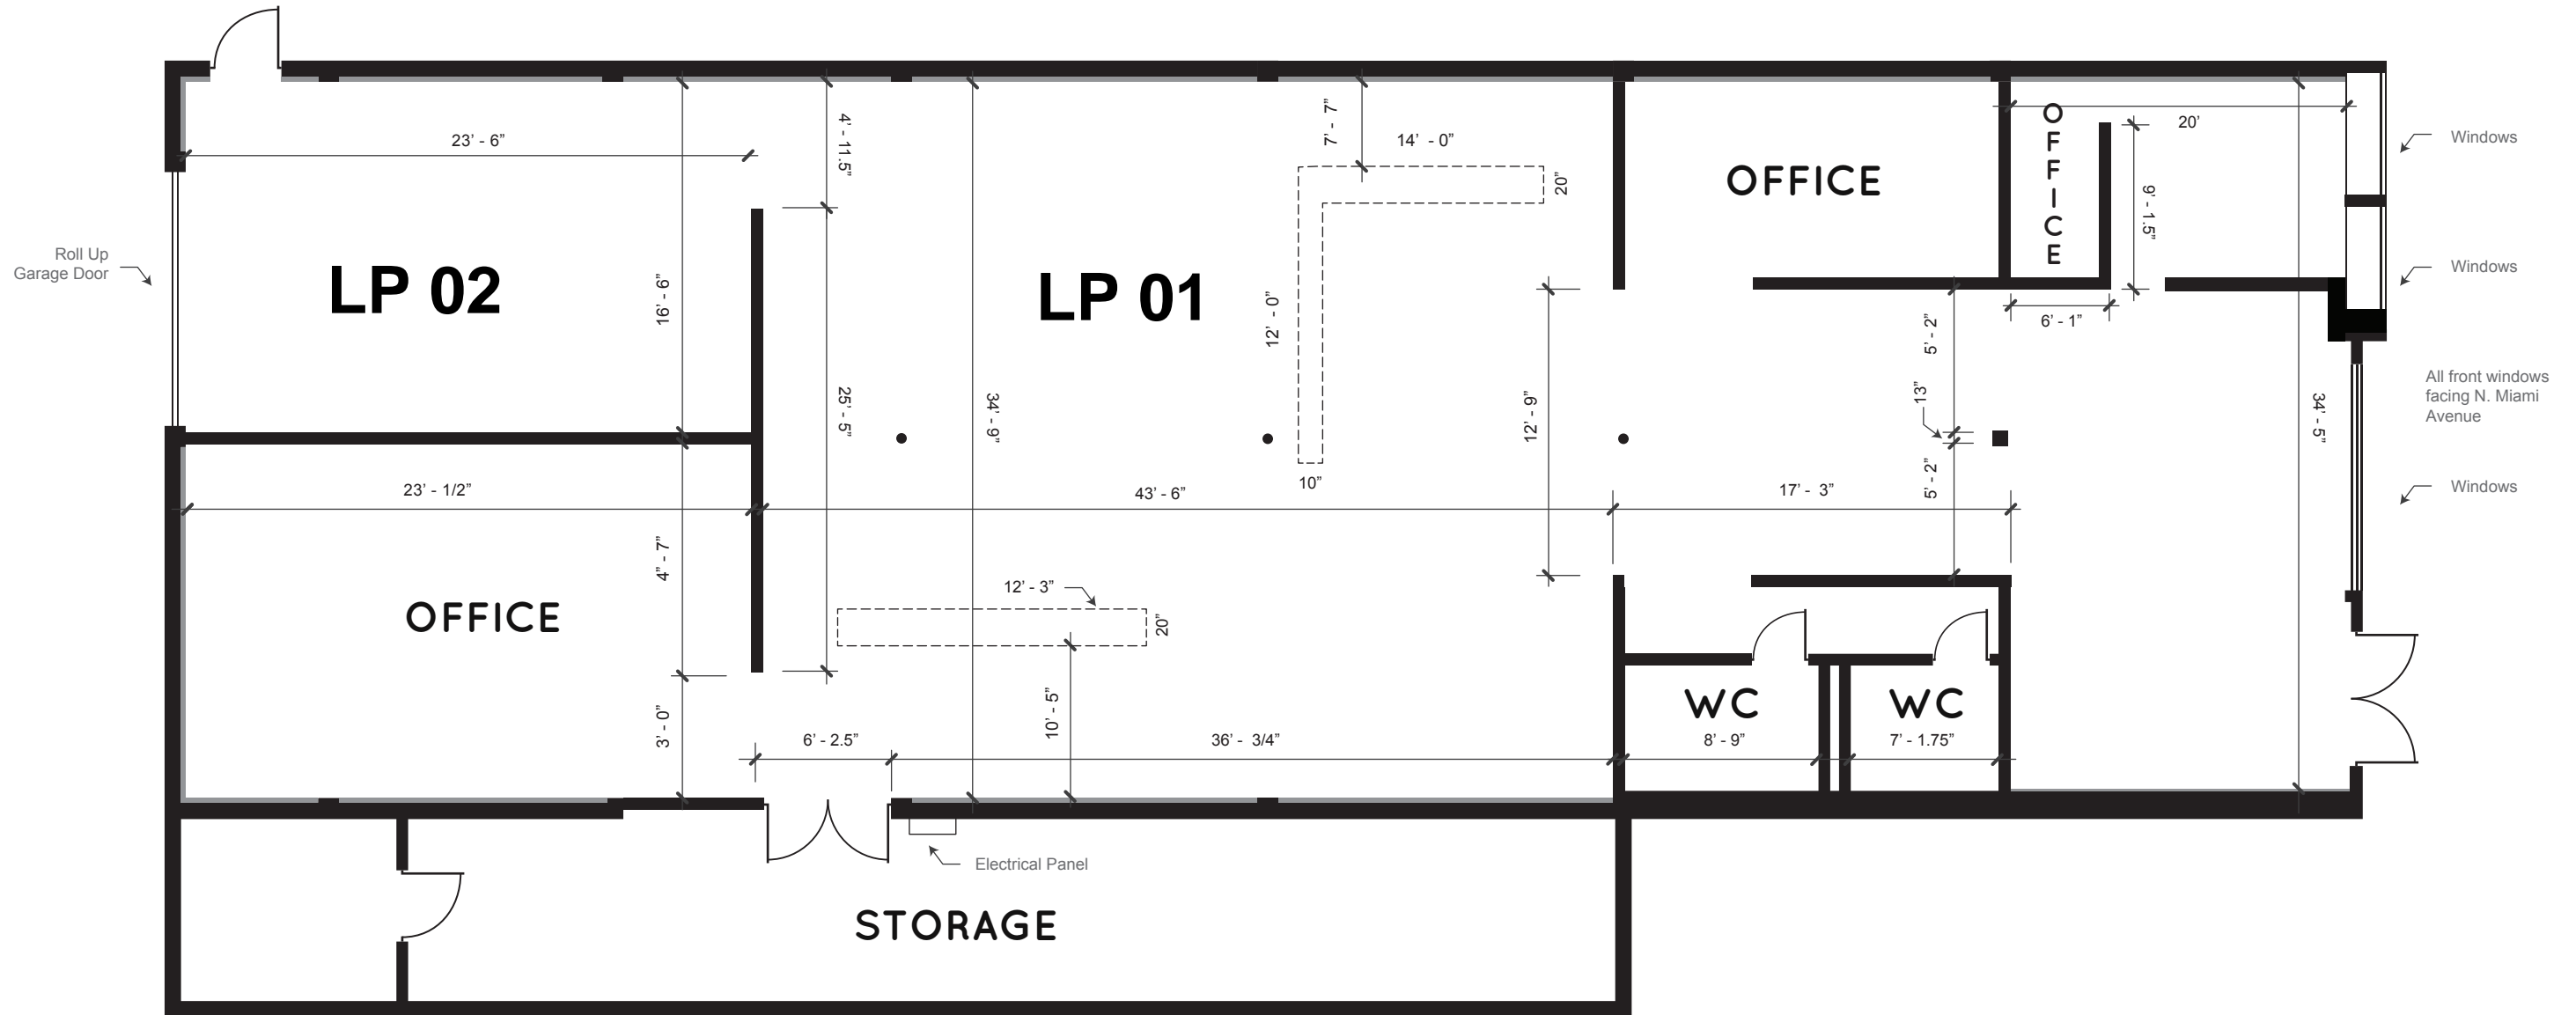 Windows
OFFICE
20’
7’ - 7”
14’ - 0”
4’ - 11.5”
23’ - 6”
OFFICE
20”
9’ - 1.5”
Roll Up
Garage Door
LP 02
LP 01
Windows
16’ - 6”
12’ - 0”
6’ - 1”
5’ - 2”
13”
All front windows
facing N. Miami
Avenue
25’ - 5”
34’ - 9”
12’ - 9”
34’ - 5”
23’ - 1/2”
43’ - 6”
10”
17’ - 3”
5’ - 2”
Windows
4” - 7”
12’ - 3”
20”
OFFICE
WC
WC
3’ - 0”
6’ - 2.5”
10’ - 5”
36’ - 3/4”
8’ - 9”
7’ - 1.75”
Electrical Panel
STORAGE